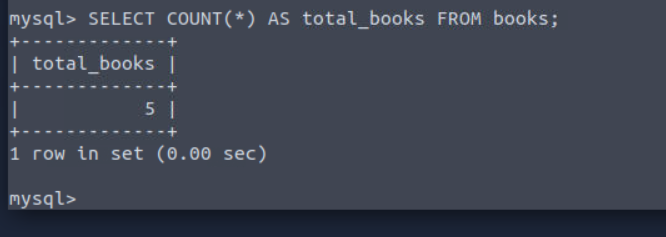 mysql> SELECT COUNT(*) AS total_books FROM books;
+-------------+
| total_books |
+-------------+
|           5 |
+-------------+
1 row in set (0.00 sec)
mysql>